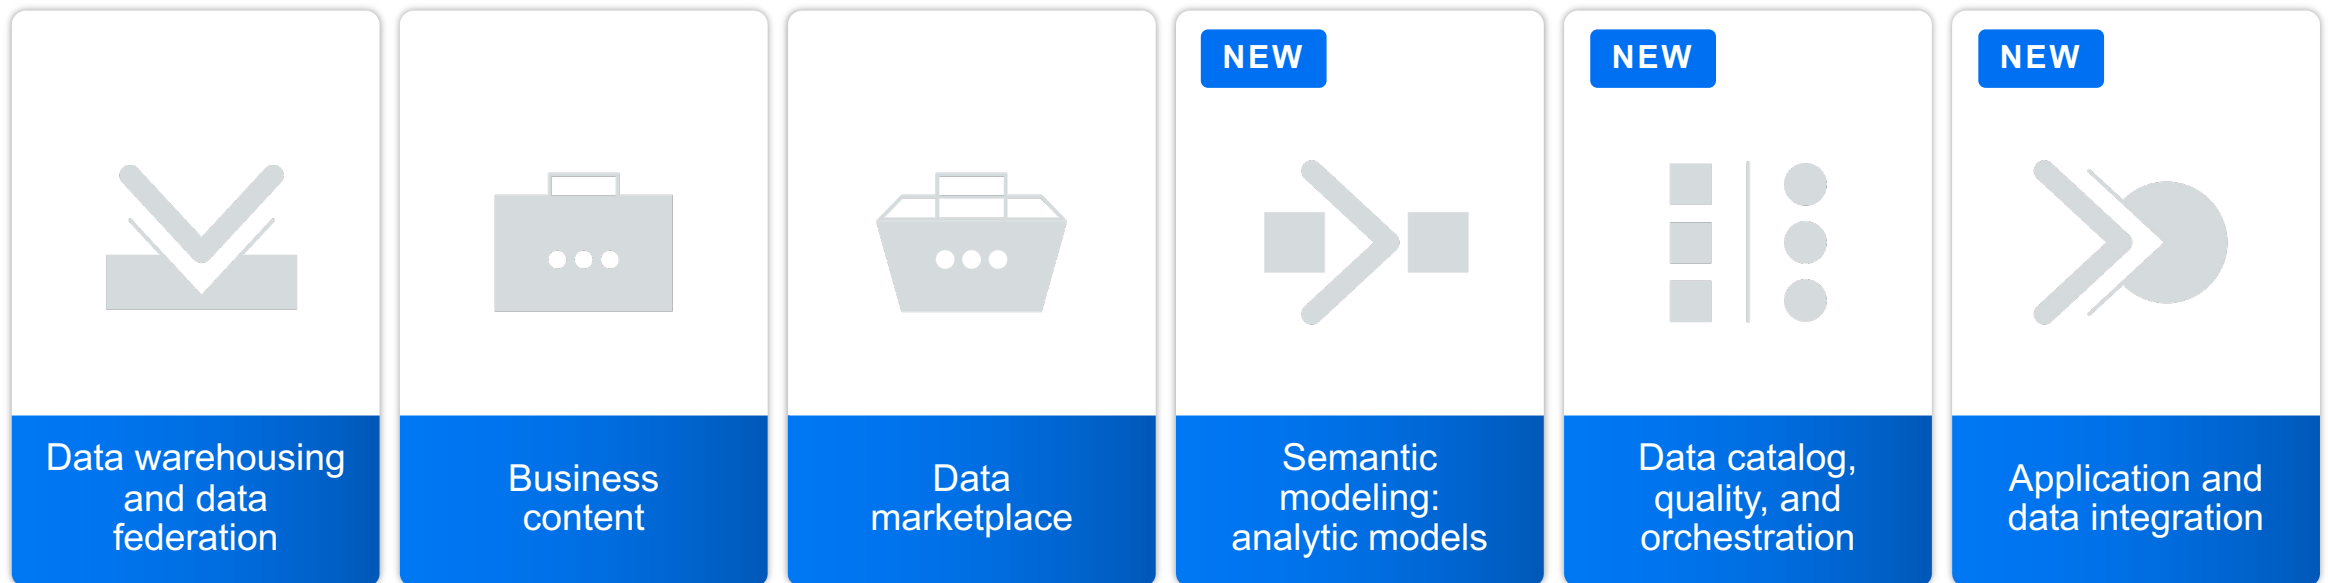 NEW
NEW
NEW
Data warehousing
and data
federation
Business
content
Data
marketplace
Semantic
modeling:
analytic models
Data catalog,
quality, and
orchestration
Application and
data integration